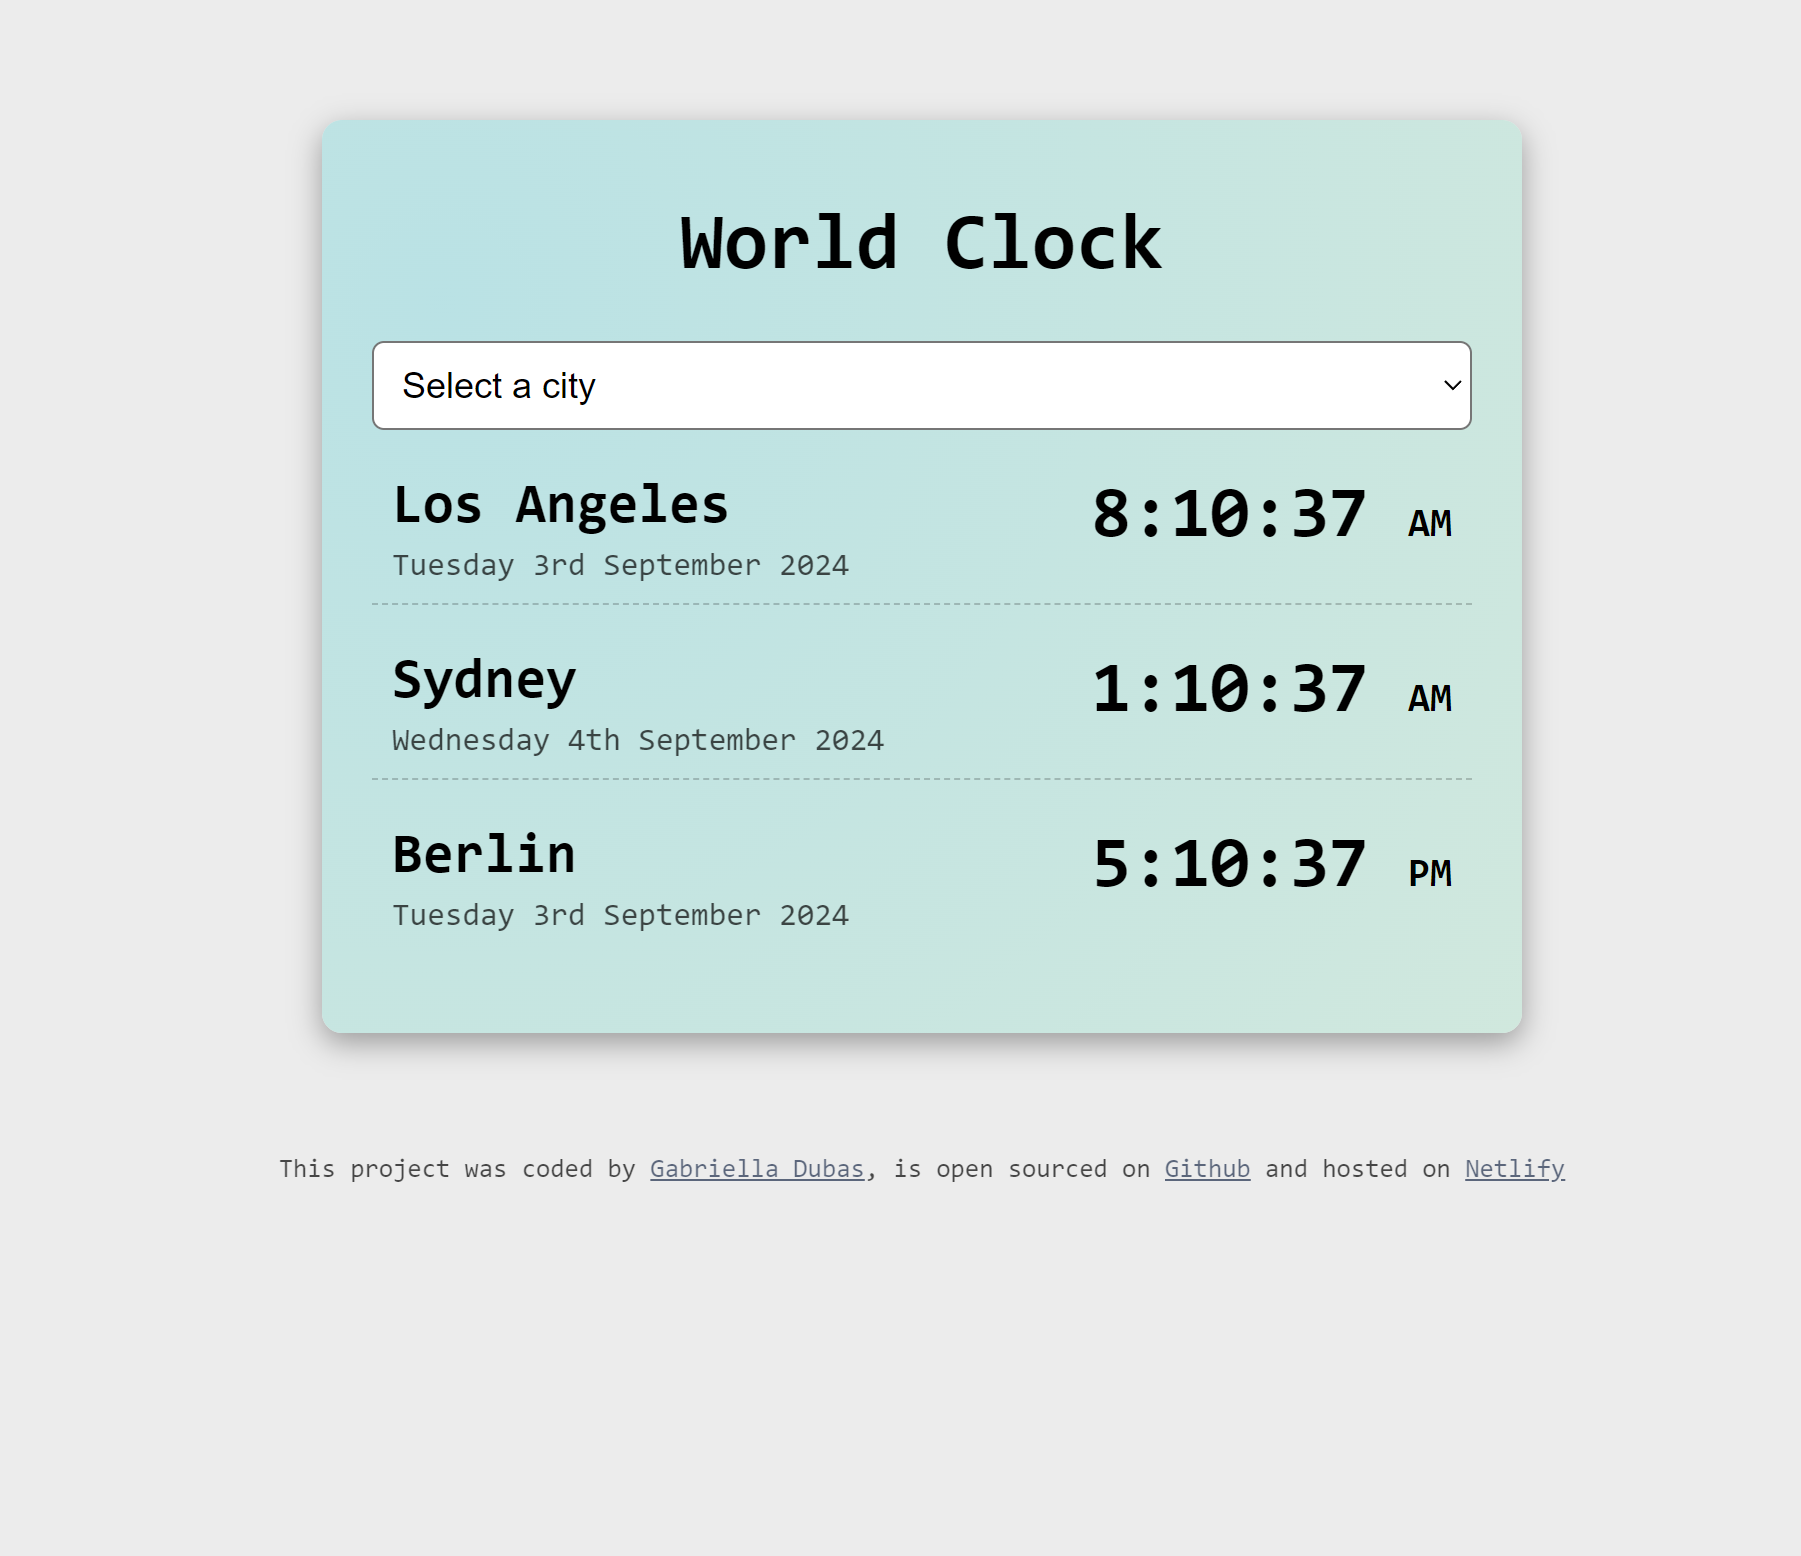 World Clock
Select a city
Los Angeles
8:10:37 AM
Tuesday 3rd September 2024
Sydney
1:10:37 AM
Wednesday 4th September 2024
Berlin
5:10:37 PM
Tuesday 3rd September 2024
This project was coded by Gabriella Dubas, is open sourced on Github and hosted on Netlify